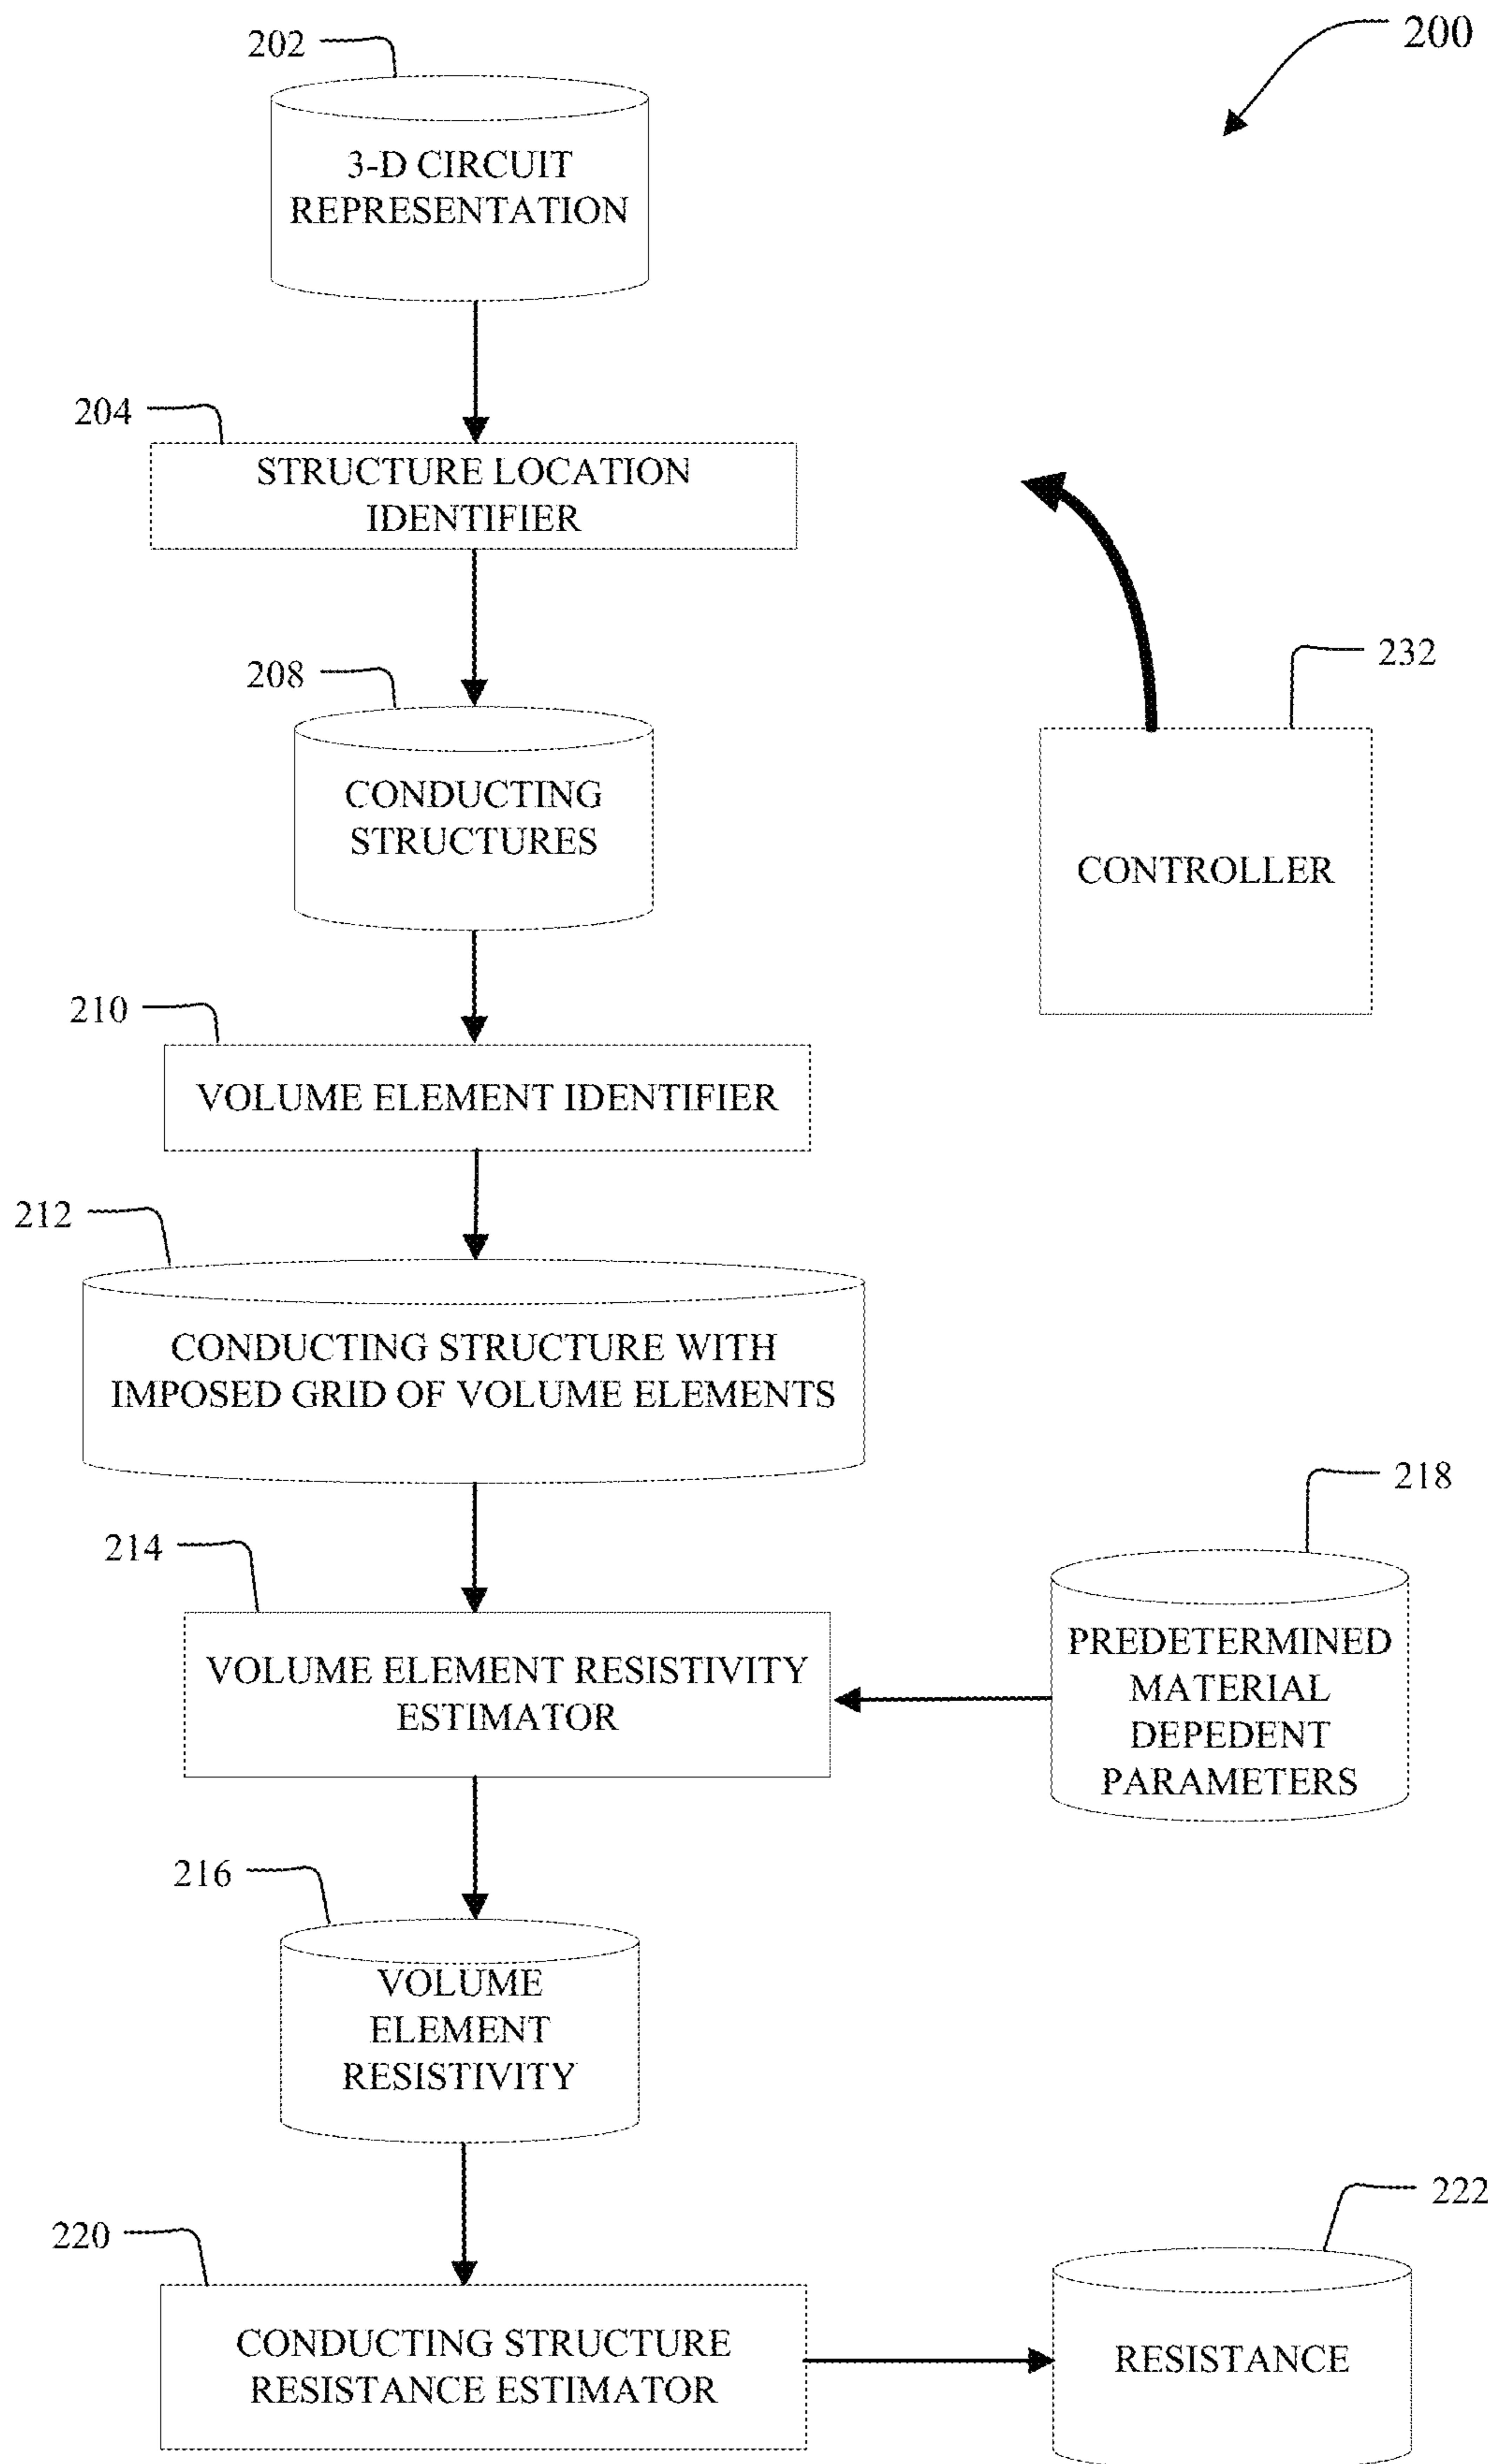 200
202
3-D CIRCUIT
REPRESENTATION
204
STRUCTURE LOCATION
IDENTIFIER
208
CONDUCTING
STRUCTURES
232
CONTROLLER
210
VOLUME ELEMENT IDENTIFIER
212
CONDUCTING STRUCTURE WITH
IMPOSED GRID OF VOLUME ELEMENTS
214
VOLUME ELEMENT RESISTIVITY
ESTIMATOR
218
PREDETERMINED
MATERIAL
DEPEDENT
PARAMETERS
216
VOLUME
ELEMENT
RESISTIVITY
220
CONDUCTING STRUCTURE
RESISTANCE ESTIMATOR
222
RESISTANCE